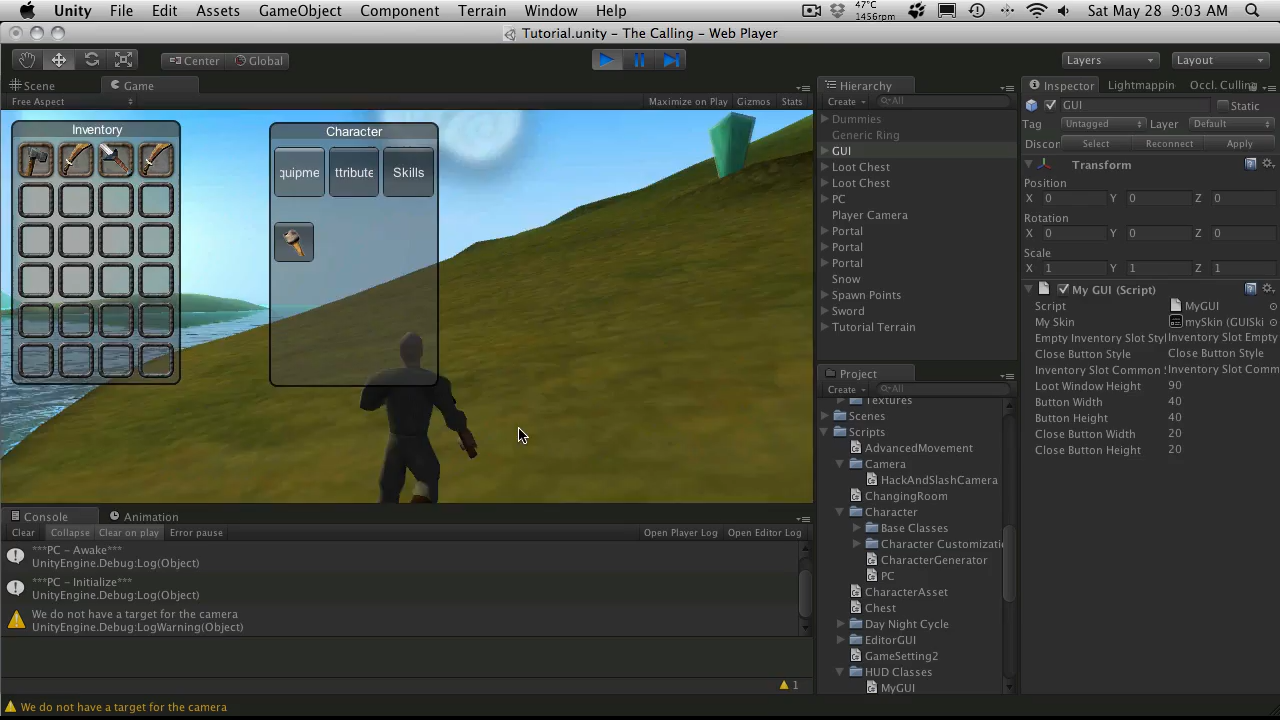 Unity File Edit Assets GameObject Component Terrain Window Help 47°C 1456rpm Sat May 28 9:03 AM
Tutorial.unity – The Calling – Web Player
Center Global Layers Layout
Scene Game
Free Aspect Maximize on Play Gizmos Stats
Inventory
Character
quipme ttribute Skills
Console Animation
Clear Collapse Clear on play Error pause Open Player Log Open Editor Log
***PC – Awake***
UnityEngine.Debug:Log(Object)
***PC – Initialize***
UnityEngine.Debug:Log(Object)
We do not have a target for the camera
UnityEngine.Debug:LogWarning(Object)
1
We do not have a target for the camera
Hierarchy
Create All
Dummies
Generic Ring
GUI
Loot Chest
Loot Chest
PC
Player Camera
Portal
Portal
Portal
Snow
Spawn Points
Sword
Tutorial Terrain
Project
Create All
Textures
Scenes
Scripts
AdvancedMovement
Camera
HackAndSlashCamera
ChangingRoom
Character
Base Classes
Character Customizatio
CharacterGenerator
PC
CharacterAsset
Chest
Day Night Cycle
EditorGUI
GameSetting2
HUD Classes
MyGUI
Inspector Lightmappin Occl. Culling
GUI Static
Tag Untagged Layer Default
Discon Select Reconnect Apply
Transform
Position
X 0 Y 0 Z 0
Rotation
X 0 Y 0 Z 0
Scale
X 1 Y 1 Z 1
My GUI (Script)
Script MyGUI
My Skin mySkin (GUISki
Empty Inventory Slot Styl Inventory Slot Empty
Close Button Style Close Button Style
Inventory Slot Common Inventory Slot Comm
Loot Window Height 90
Button Width 40
Button Height 40
Close Button Width 20
Close Button Height 20